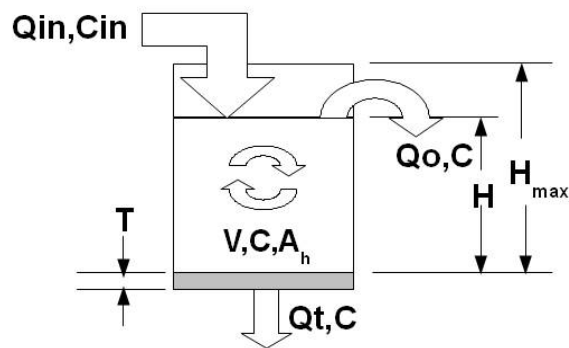 Qin,Cin
Qo,C
H
Hmax
T
V,C,Ah
Qt,C